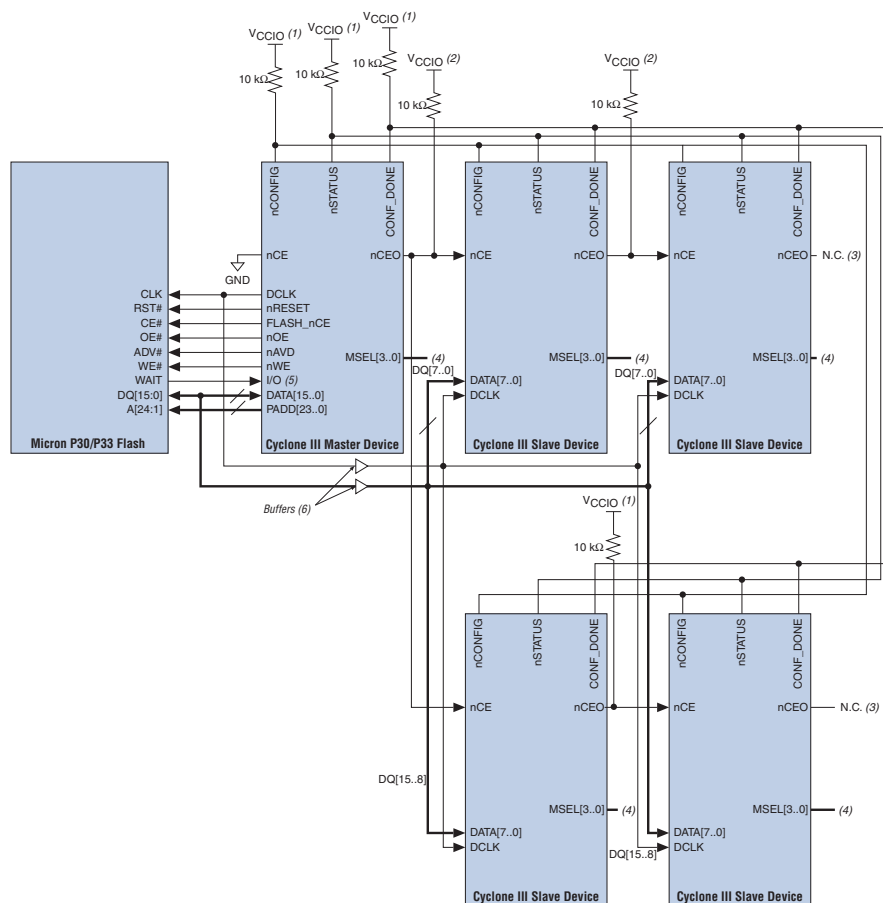 VCCIO (1)
VCCIO (1)
VCCIO (1)
VCCIO (2)
VCCIO (2)
10 kΩ
10 kΩ
10 kΩ
10 kΩ
10 kΩ
nCONFIG
nSTATUS
CONF_DONE
nCONFIG
nSTATUS
CONF_DONE
nCONFIG
nSTATUS
CONF_DONE
nCE
nCEO
nCE
nCEO
nCE
nCEO
N.C. (3)
GND
CLK
DCLK
RST#
nRESET
CE#
FLASH_nCE
OE#
nOE
ADV#
nAVD
WE#
nWE
WAIT
I/O (5)
DQ[15:0]
DATA[15..0]
A[24:1]
PADD[23..0]
MSEL[3..0]
(4)
MSEL[3..0]
(4)
MSEL[3..0]
(4)
DQ[7..0]
DATA[7..0]
DCLK
DQ[7..0]
DATA[7..0]
DCLK
Micron P30/P33 Flash
Cyclone III Master Device
Cyclone III Slave Device
Cyclone III Slave Device
Buffers (6)
VCCIO (1)
10 kΩ
nCONFIG
nSTATUS
CONF_DONE
nCONFIG
nSTATUS
CONF_DONE
nCE
nCEO
nCE
nCEO
N.C. (3)
DQ[15..8]
MSEL[3..0]
(4)
MSEL[3..0]
(4)
DATA[7..0]
DCLK
DQ[15..8]
DATA[7..0]
DCLK
Cyclone III Slave Device
Cyclone III Slave Device